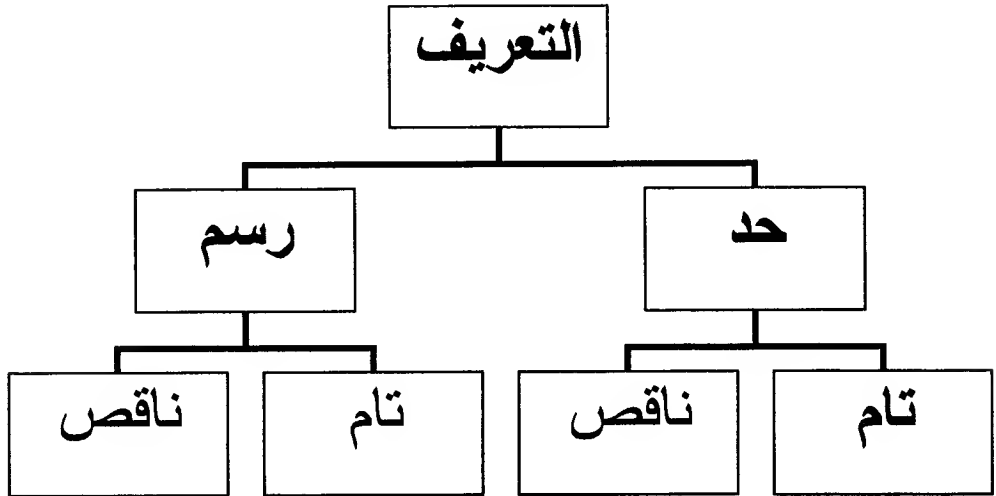 التعريف
حد
رسم
تام
ناقص
تام
ناقص